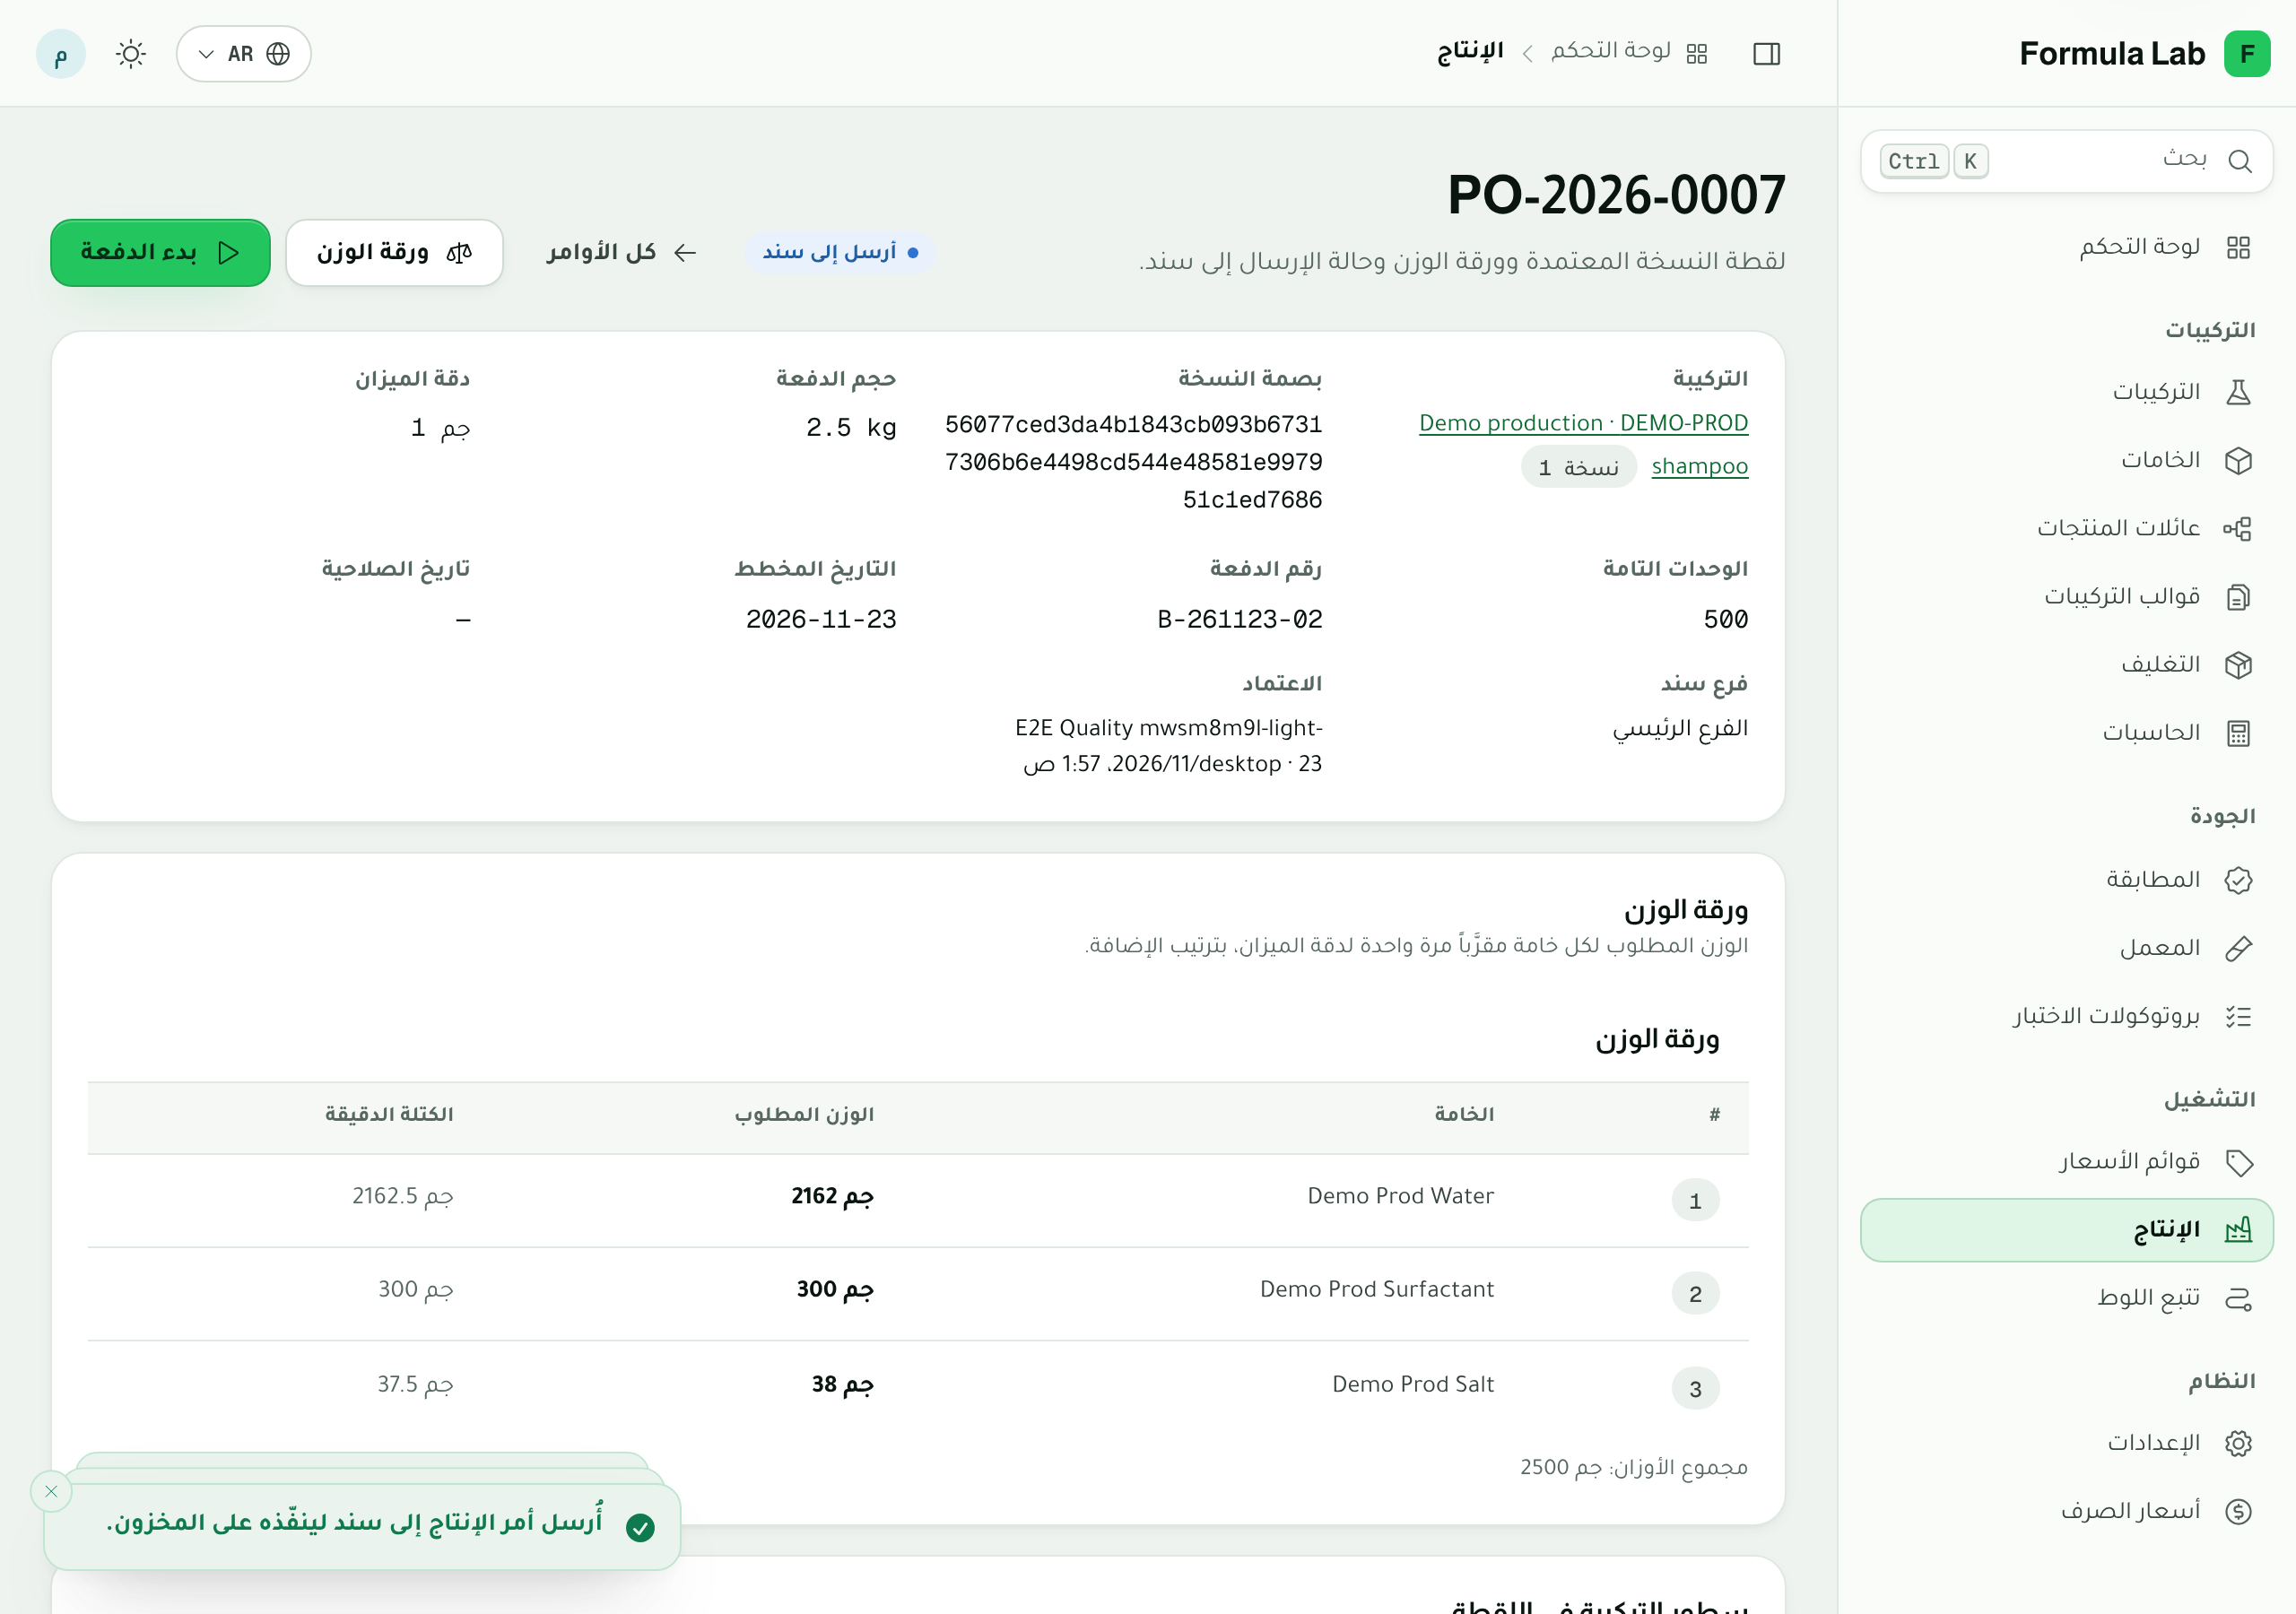 F Formula Lab
لوحة التحكم
الإنتاج
AR
م
بحث
Ctrl K
لوحة التحكم
التركيبات
التركيبات
الخامات
عائلات المنتجات
قوالب التركيبات
التغليف
الحاسبات
الجودة
المطابقة
المعمل
بروتوكولات الاختبار
التشغيل
قوائم الأسعار
الإنتاج
تتبع اللوط
النظام
الإعدادات
أسعار الصرف
PO-2026-0007
لقطة النسخة المعتمدة وورقة الوزن وحالة الإرسال إلى سند.
أرسل إلى سند
كل الأوامر
ورقة الوزن
بدء الدفعة
التركيبة
Demo production · DEMO-PROD
shampoo نسخة 1
بصمة النسخة
56077ced3da4b1843cb093b6731
7306b6e4498cd544e48581e9979
51c1ed7686
حجم الدفعة
2.5 kg
دقة الميزان
جم 1
الوحدات التامة
500
رقم الدفعة
B-261123-02
التاريخ المخطط
2026-11-23
تاريخ الصلاحية
—
فرع سند
الفرع الرئيسي
الاعتماد
E2E Quality mwsm8m9l-light-
23 · desktop/2026/11، 1:57 ص
ورقة الوزن
الوزن المطلوب لكل خامة مقرَّباً مرة واحدة لدقة الميزان، بترتيب الإضافة.
ورقة الوزن
# الخامة الوزن المطلوب الكتلة الدقيقة
1 Demo Prod Water جم 2162 جم 2162.5
2 Demo Prod Surfactant جم 300 جم 300
3 Demo Prod Salt جم 38 جم 37.5
مجموع الأوزان: جم 2500
أُرسل أمر الإنتاج إلى سند لينفّذه على المخزون.
سطور التركيبة في اللقطة